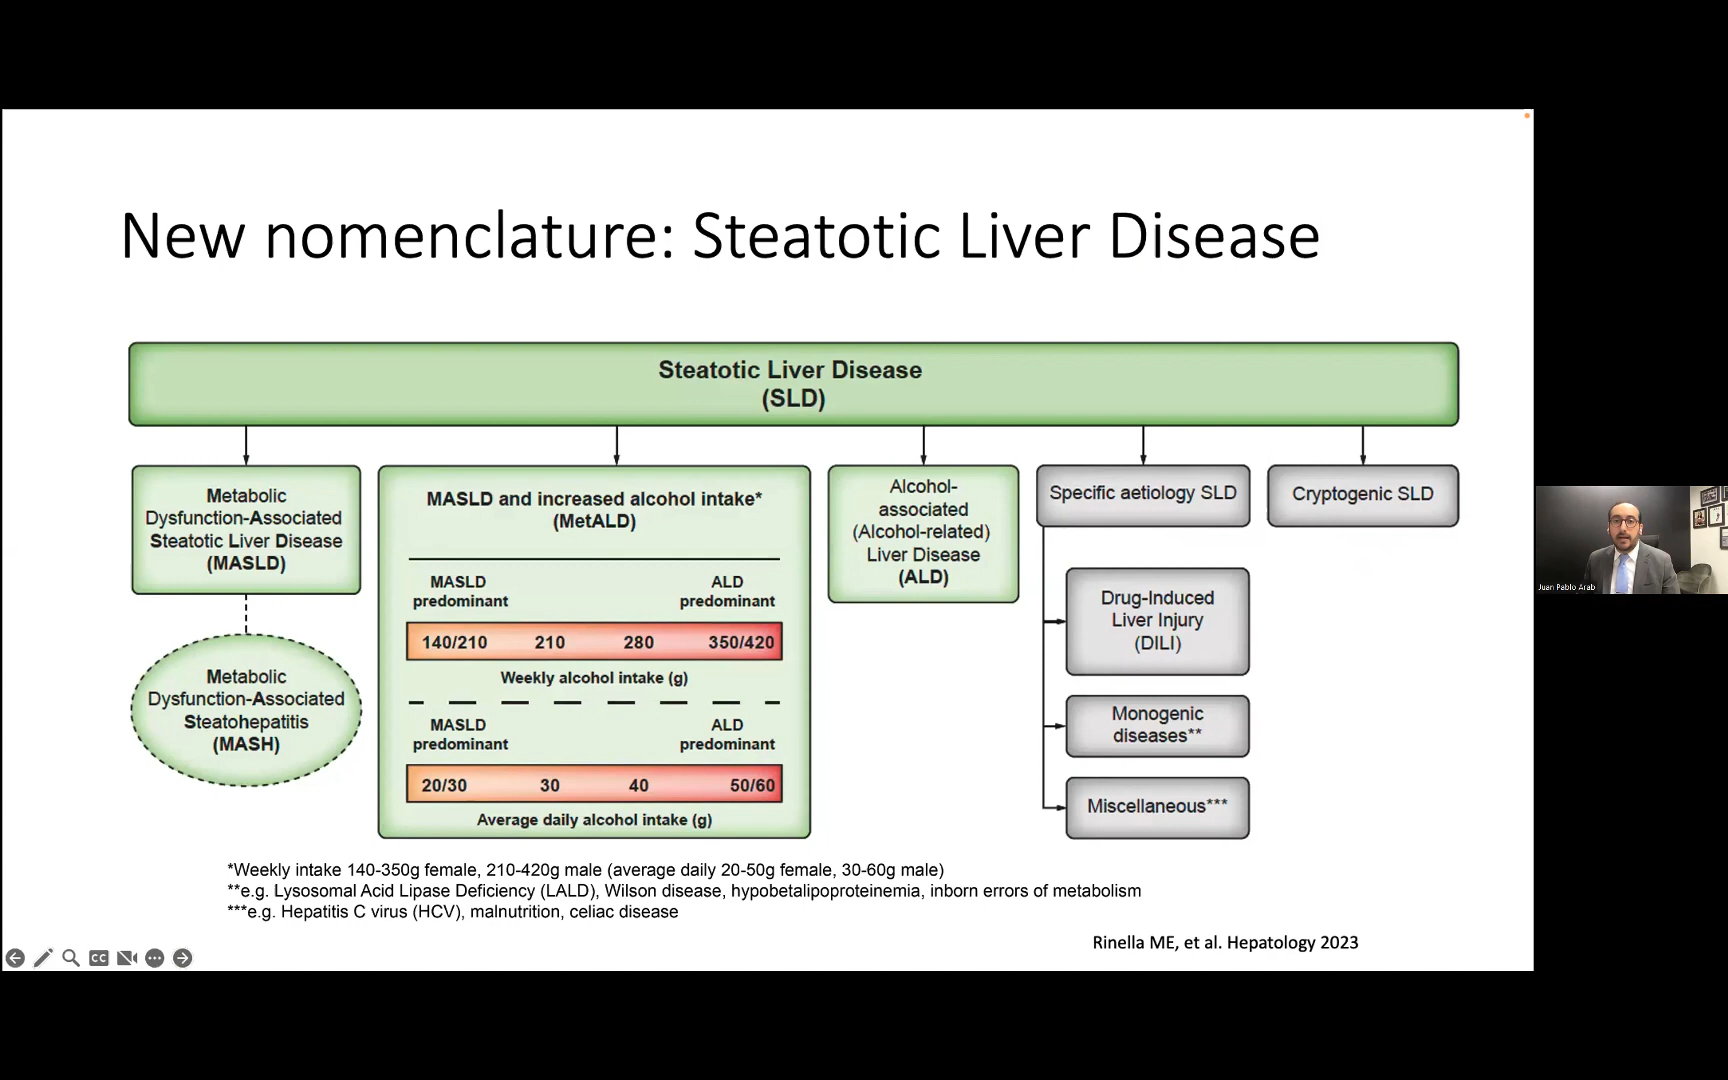 New nomenclature: Steatotic Liver Disease
Steatotic Liver Disease
(SLD)
Metabolic
Dysfunction-Associated
Steatotic Liver Disease
(MASLD)
Metabolic
Dysfunction-Associated
Steatohepatitis
(MASH)
MASLD and increased alcohol intake*
(MetALD)
MASLD predominant
ALD predominant
140/210 210 280 350/420
Weekly alcohol intake (g)
MASLD predominant
ALD predominant
20/30 30 40 50/60
Average daily alcohol intake (g)
Alcohol-
associated
(Alcohol-related)
Liver Disease
(ALD)
Specific aetiology SLD
Drug-Induced
Liver Injury
(DILI)
Monogenic
diseases**
Miscellaneous***
Cryptogenic SLD
*Weekly intake 140-350g female, 210-420g male (average daily 20-50g female, 30-60g male)
**e.g. Lysosomal Acid Lipase Deficiency (LALD), Wilson disease, hypobetalipoproteinemia, inborn errors of metabolism
***e.g. Hepatitis C virus (HCV), malnutrition, celiac disease
Rinella ME, et al. Hepatology 2023
CC
Juan Pablo Arab